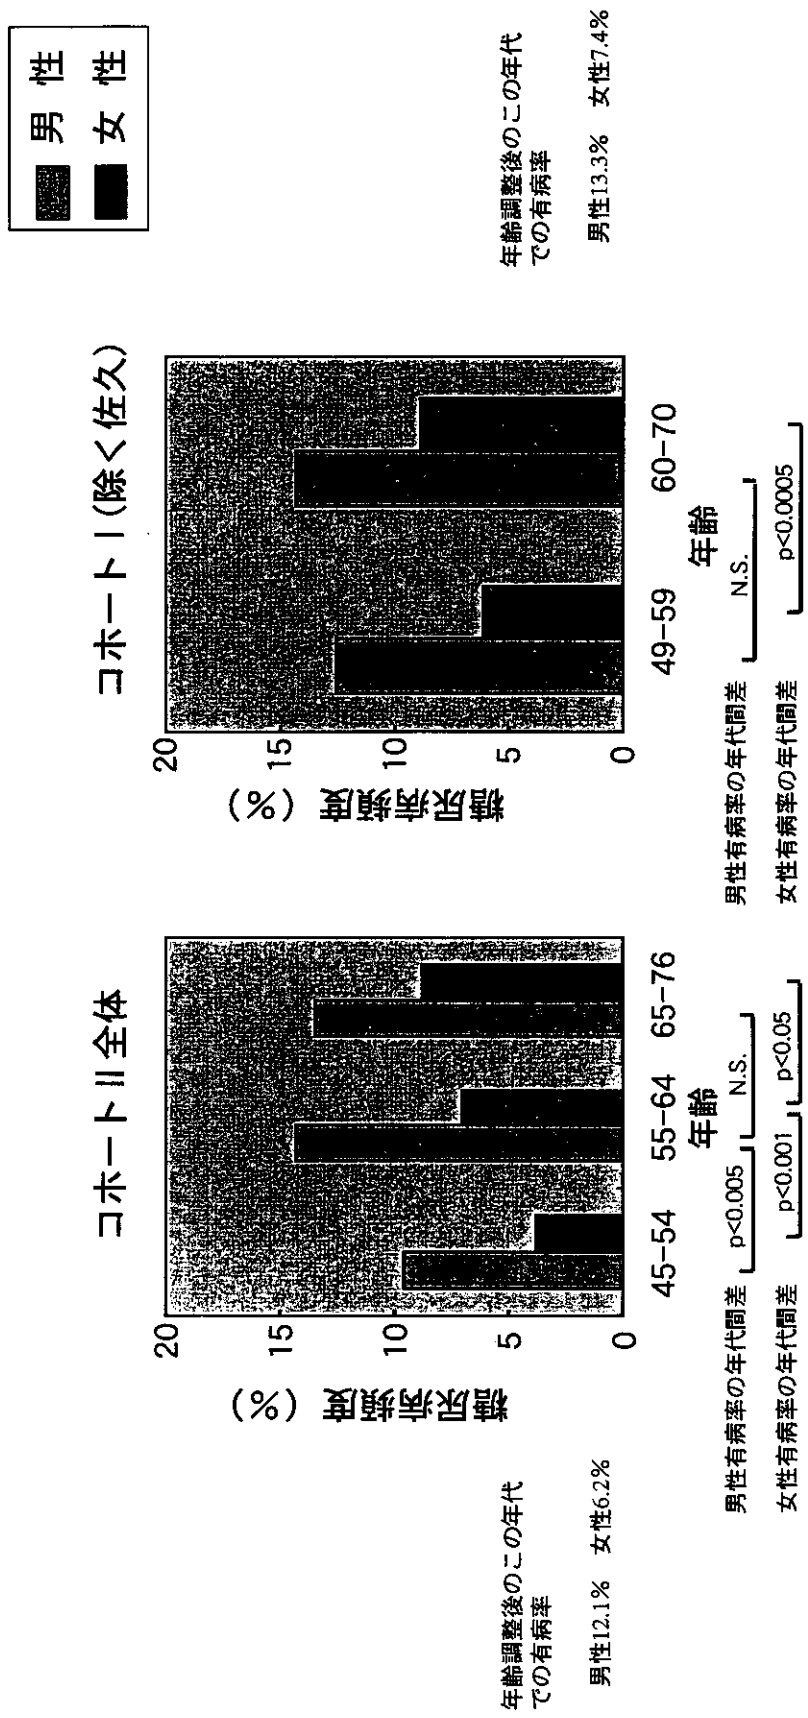 男 性
女 性
コホートⅡ全体
糖尿病頻度 (%)
20
15
10
5
0
45-54
55-64
65-76
年齢
男性有病率の年代間差
p<0.005
N.S.
女性有病率の年代間差
p<0.001
p<0.05
年齢調整後のこの年代
での有病率
男性12.1% 女性6.2%
コホートⅠ(除く佐久)
糖尿病頻度 (%)
20
15
10
5
0
49-59
60-70
年齢
男性有病率の年代間差
N.S.
女性有病率の年代間差
p<0.0005
年齢調整後のこの年代
での有病率
男性13.3% 女性7.4%